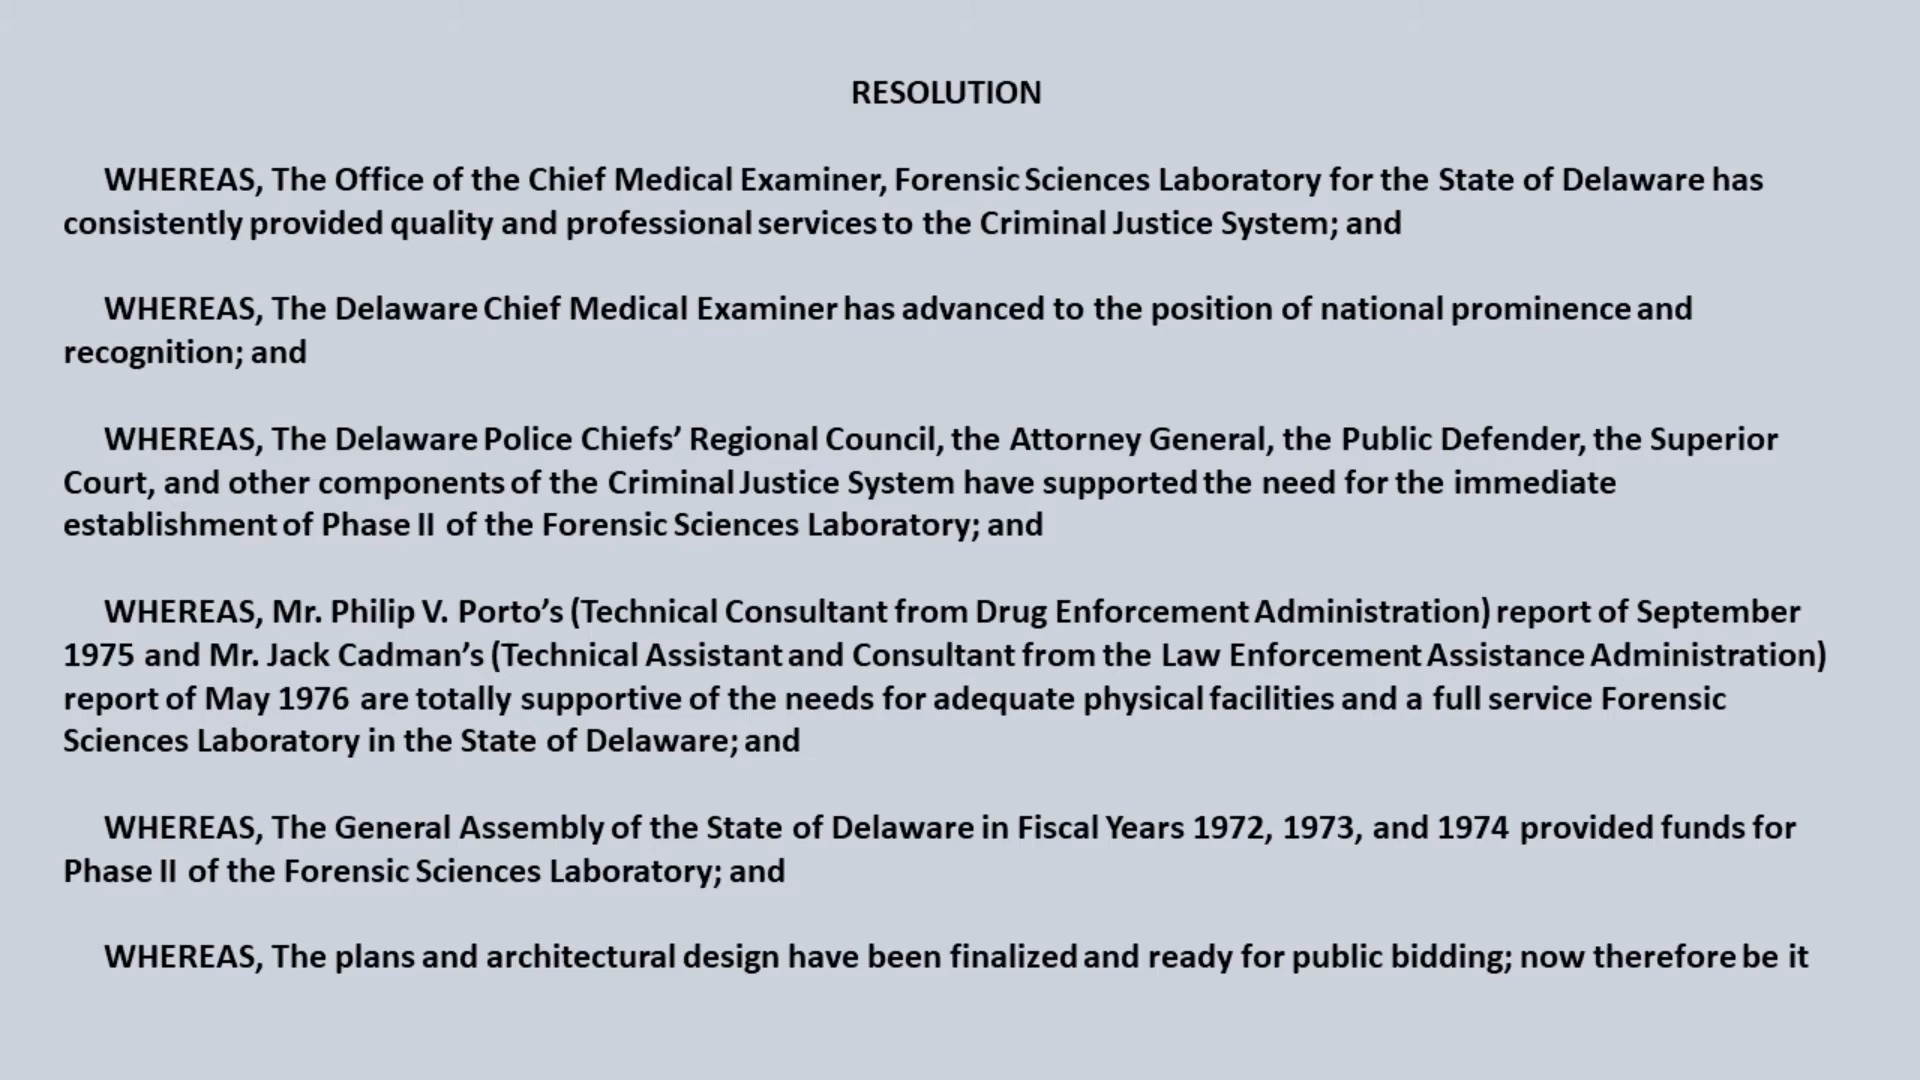 RESOLUTION
WHEREAS, The Office of the Chief Medical Examiner, Forensic Sciences Laboratory for the State of Delaware has
consistently provided quality and professional services to the Criminal Justice System; and
WHEREAS, The Delaware Chief Medical Examiner has advanced to the position of national prominence and
recognition; and
WHEREAS, The Delaware Police Chiefs’ Regional Council, the Attorney General, the Public Defender, the Superior
Court, and other components of the Criminal Justice System have supported the need for the immediate
establishment of Phase II of the Forensic Sciences Laboratory; and
WHEREAS, Mr. Philip V. Porto’s (Technical Consultant from Drug Enforcement Administration) report of September
1975 and Mr. Jack Cadman’s (Technical Assistant and Consultant from the Law Enforcement Assistance Administration)
report of May 1976 are totally supportive of the needs for adequate physical facilities and a full service Forensic
Sciences Laboratory in the State of Delaware; and
WHEREAS, The General Assembly of the State of Delaware in Fiscal Years 1972, 1973, and 1974 provided funds for
Phase II of the Forensic Sciences Laboratory; and
WHEREAS, The plans and architectural design have been finalized and ready for public bidding; now therefore be it